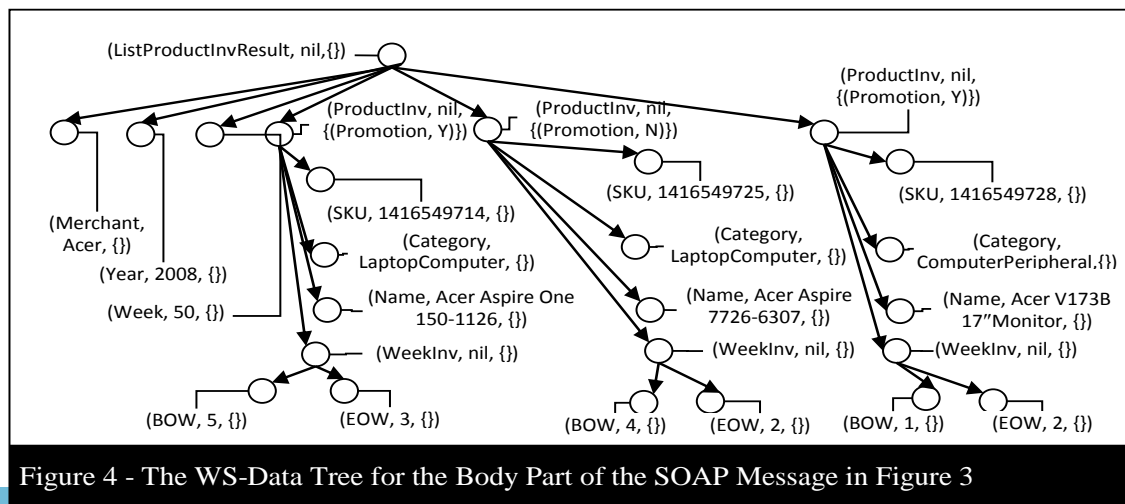 (ListProductInvResult, nil,{})
(ProductInv, nil,
{(Promotion, Y)})
(ProductInv, nil,
{(Promotion, N)})
(ProductInv, nil,
{(Promotion, Y)})
(Merchant,
Acer, {})
(Year, 2008, {})
(Week, 50, {})
(SKU, 1416549714, {})
(Category,
LaptopComputer, {})
(Name, Acer Aspire One
150-1126, {})
(WeekInv, nil, {})
(BOW, 5, {})
(EOW, 3, {})
(SKU, 1416549725, {})
(Category,
LaptopComputer, {})
(Name, Acer Aspire
7726-6307, {})
(WeekInv, nil, {})
(BOW, 4, {})
(EOW, 2, {})
(SKU, 1416549728, {})
(Category,
ComputerPeripheral,{})
(Name, Acer V173B
17”Monitor, {})
(WeekInv, nil, {})
(BOW, 1, {})
(EOW, 2, {})
Figure 4 - The WS-Data Tree for the Body Part of the SOAP Message in Figure 3